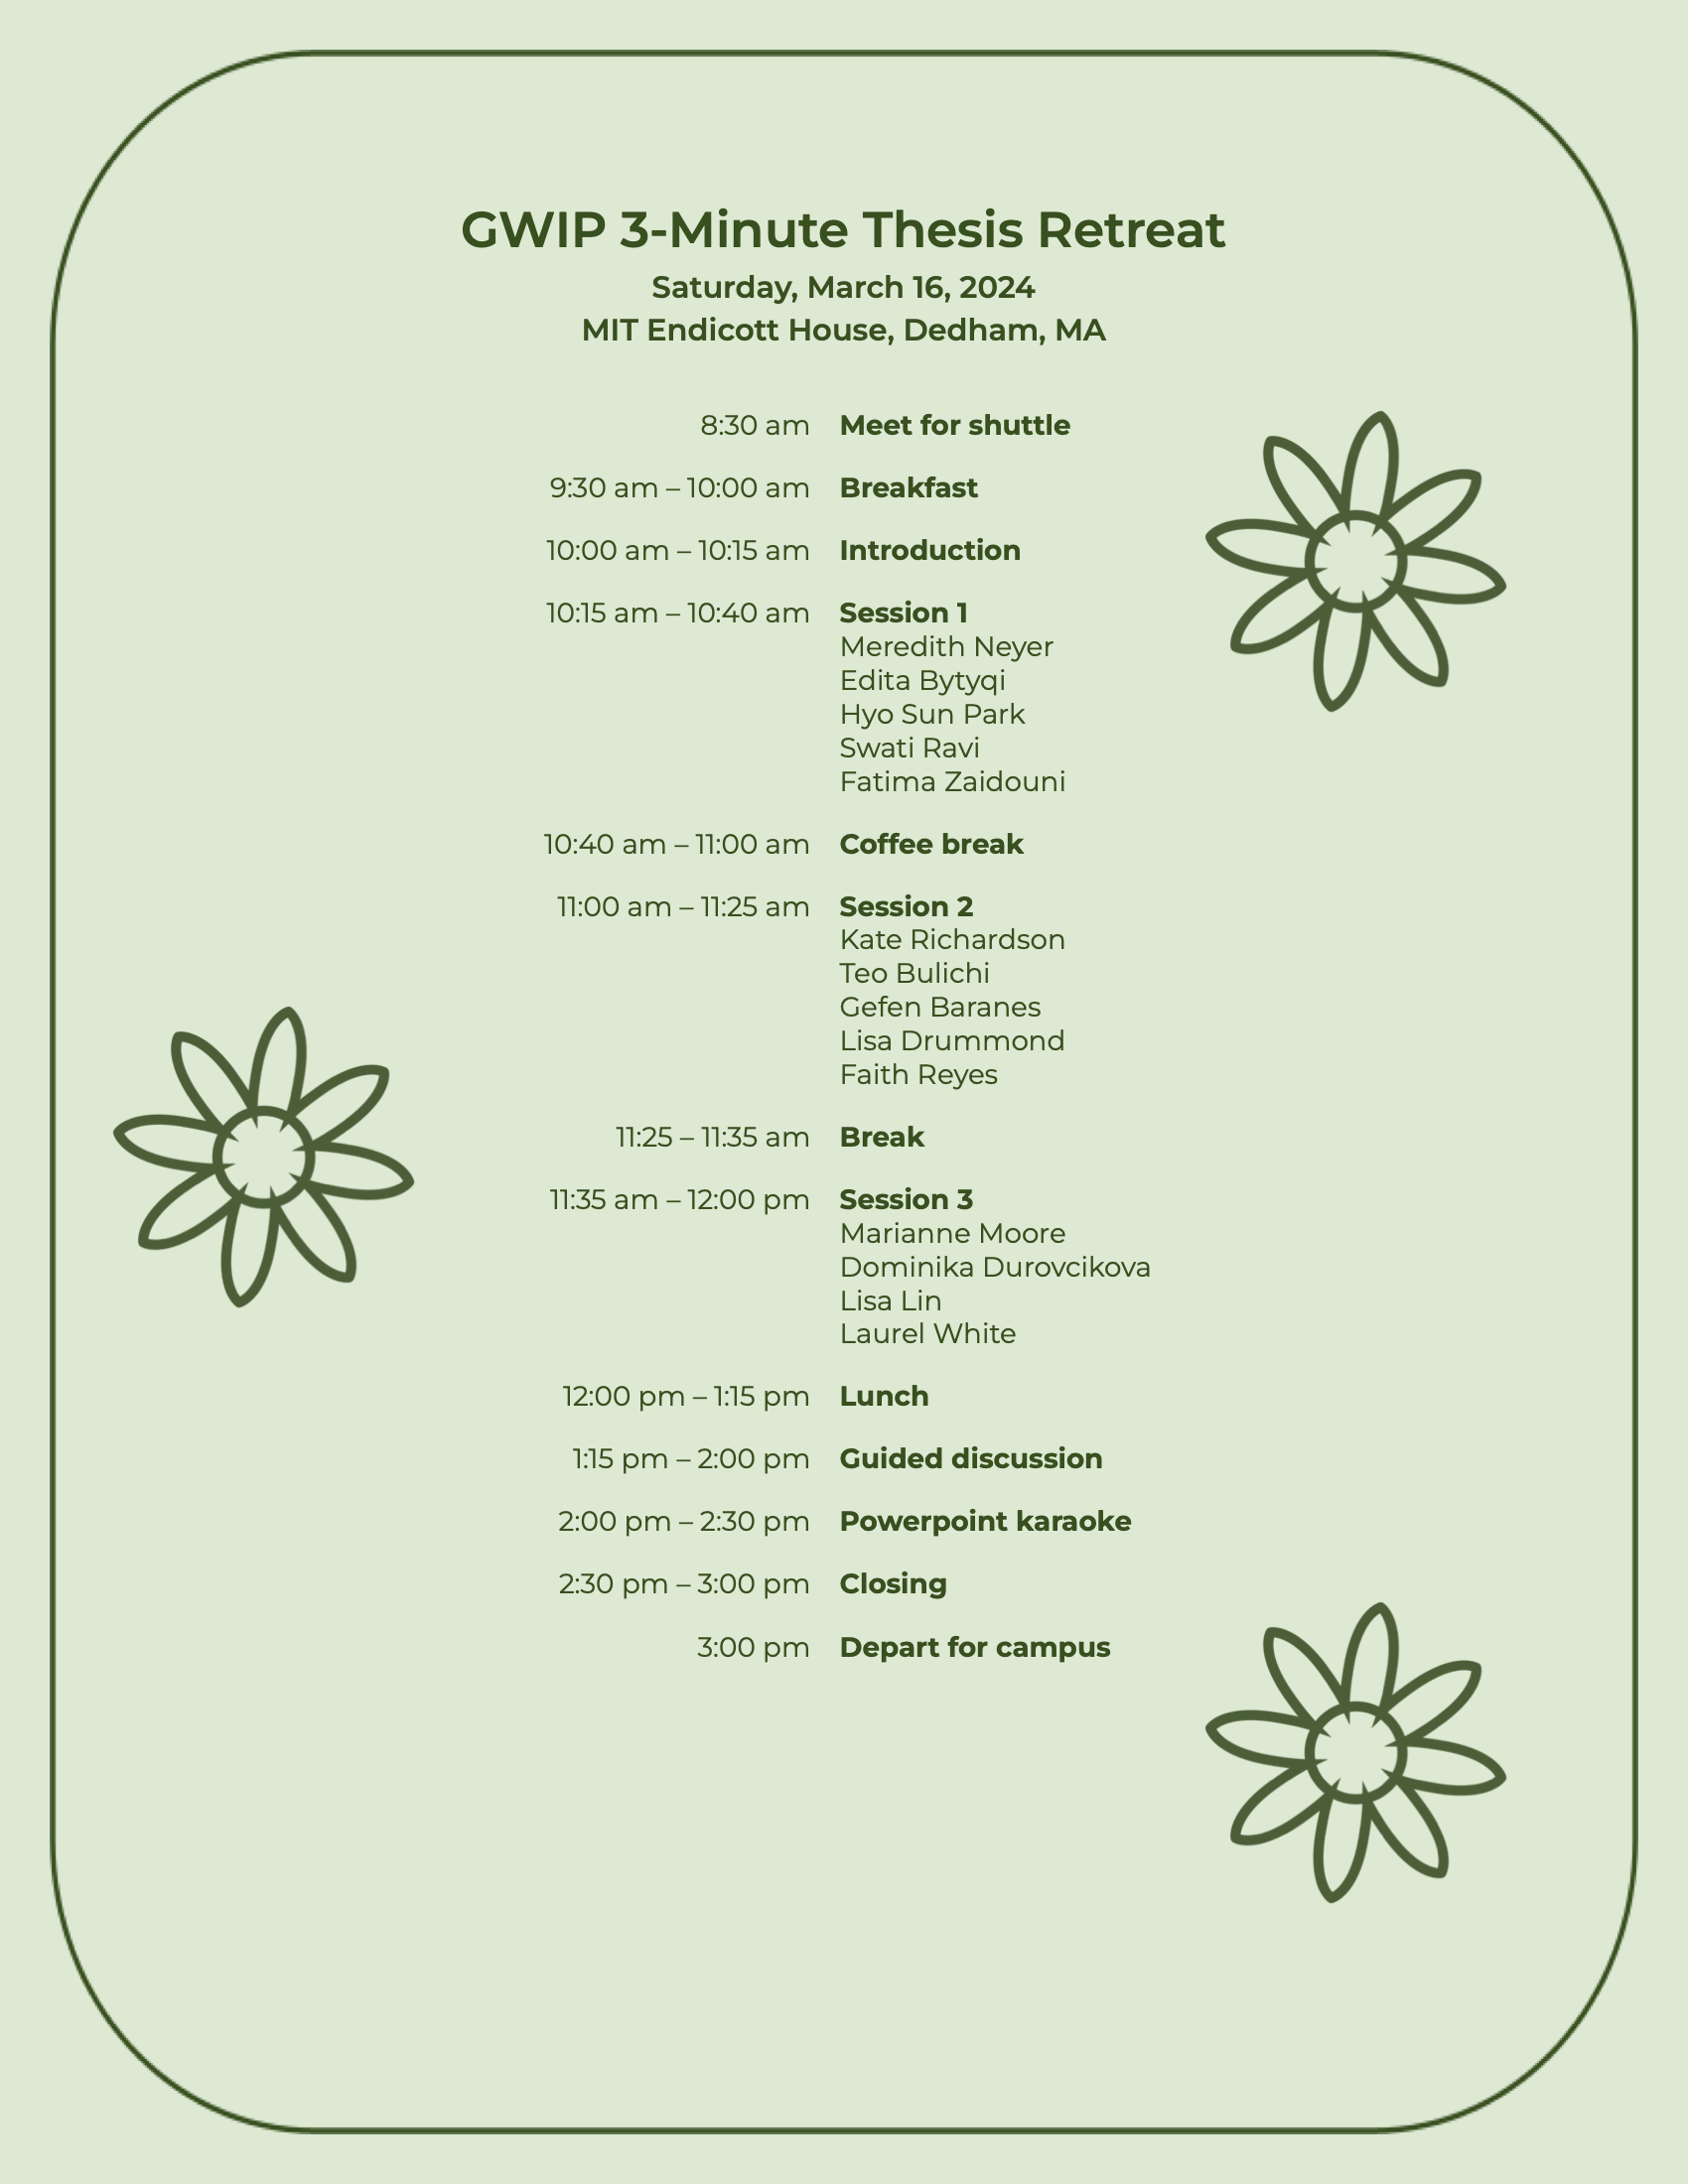 GWIP 3-Minute Thesis Retreat
Saturday, March 16, 2024
MIT Endicott House, Dedham, MA
8:30 am Meet for shuttle
9:30 am – 10:00 am Breakfast
10:00 am – 10:15 am Introduction
10:15 am – 10:40 am Session 1
Meredith Neyer
Edita Bytyqi
Hyo Sun Park
Swati Ravi
Fatima Zaidouni
10:40 am – 11:00 am Coffee break
11:00 am – 11:25 am Session 2
Kate Richardson
Teo Bulichi
Gefen Baranes
Lisa Drummond
Faith Reyes
11:25 – 11:35 am Break
11:35 am – 12:00 pm Session 3
Marianne Moore
Dominika Durovcikova
Lisa Lin
Laurel White
12:00 pm – 1:15 pm Lunch
1:15 pm – 2:00 pm Guided discussion
2:00 pm – 2:30 pm Powerpoint karaoke
2:30 pm – 3:00 pm Closing
3:00 pm Depart for campus